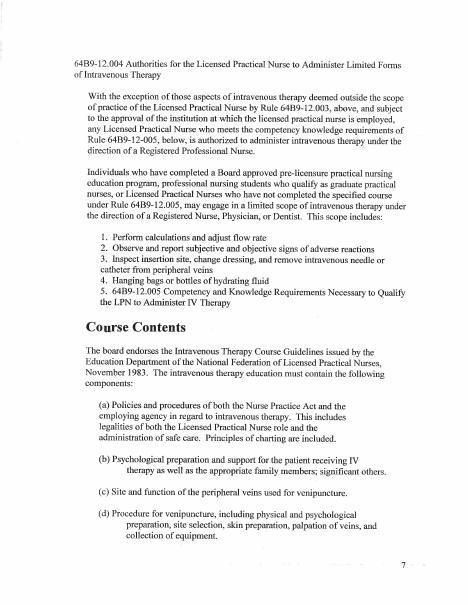 64B9-12.004 Authorities for the Licensed Practical Nurse to Administer Limited Forms
of Intravenous Therapy
With the exception of those aspects of intravenous therapy deemed outside the scope
of practice of the Licensed Practical Nurse by Rule 64B9-12.003, above, and subject
to the approval of the institution at which the licensed practical nurse is employed,
any Licensed Practical Nurse who meets the competency knowledge requirements of
Rule 64B9-12-005, below, is authorized to administer intravenous therapy under the
direction of a Registered Professional Nurse.
Individuals who have completed a Board approved pre-licensure practical nursing
education program, professional nursing students who qualify as graduate practical
nurses, or Licensed Practical Nurses who have not completed the specified course
under Rule 64B9-12.005, may engage in a limited scope of intravenous therapy under
the direction of a Registered Nurse, Physician, or Dentist. This scope includes:
1. Perform calculations and adjust flow rate
2. Observe and report subjective and objective signs of adverse reactions
3. Inspect insertion site, change dressing, and remove intravenous needle or
catheter from peripheral veins
4. Hanging bags or bottles of hydrating fluid
5. 64B9-12.005 Competency and Knowledge Requirements Necessary to Qualify
the LPN to Administer IV Therapy
Course Contents
The board endorses the Intravenous Therapy Course Guidelines issued by the
Education Department of the National Federation of Licensed Practical Nurses,
November 1983. The intravenous therapy education must contain the following
components:
(a) Policies and procedures of both the Nurse Practice Act and the
employing agency in regard to intravenous therapy. This includes
legalities of both the Licensed Practical Nurse role and the
administration of safe care. Principles of charting are included.
(b) Psychological preparation and support for the patient receiving IV
therapy as well as the appropriate family members; significant others.
(c) Site and function of the peripheral veins used for venipuncture.
(d) Procedure for venipuncture, including physical and psychological
preparation, site selection, skin preparation, palpation of veins, and
collection of equipment.
7